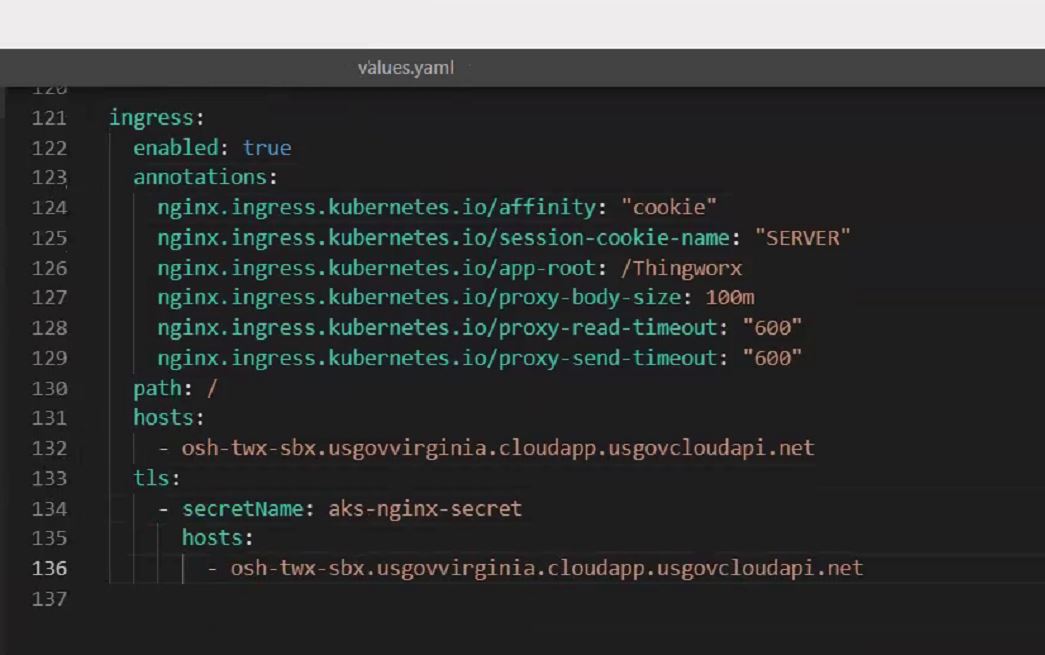 values.yaml
120
121 ingress:
122 enabled: true
123 annotations:
124 nginx.ingress.kubernetes.io/affinity: "cookie"
125 nginx.ingress.kubernetes.io/session-cookie-name: "SERVER"
126 nginx.ingress.kubernetes.io/app-root: /Thingworx
127 nginx.ingress.kubernetes.io/proxy-body-size: 100m
128 nginx.ingress.kubernetes.io/proxy-read-timeout: "600"
129 nginx.ingress.kubernetes.io/proxy-send-timeout: "600"
130 path: /
131 hosts:
132 - osh-twx-sbx.usgovvirginia.cloudapp.usgovcloudapi.net
133 tls:
134 - secretName: aks-nginx-secret
135 hosts:
136 - osh-twx-sbx.usgovvirginia.cloudapp.usgovcloudapi.net
137